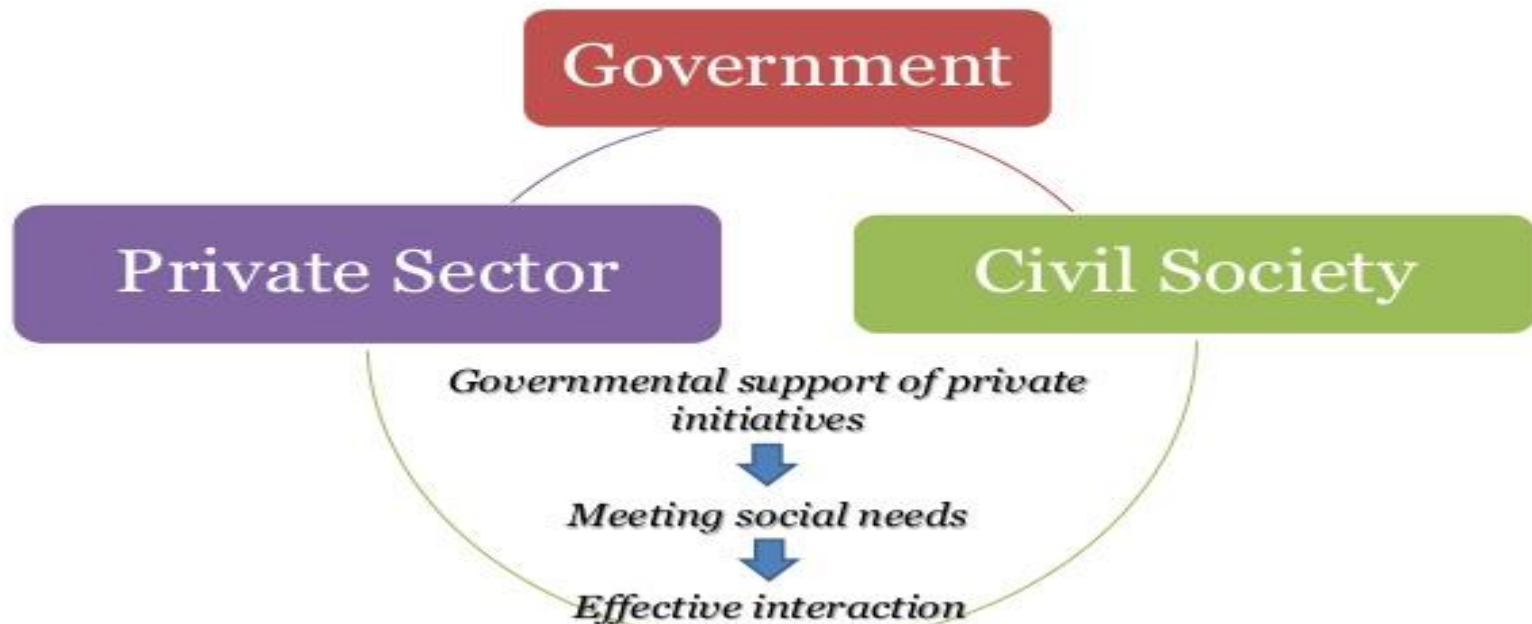 Government
Private Sector
Civil Society
Governmental support of private
initiatives
Meeting social needs
Effective interaction